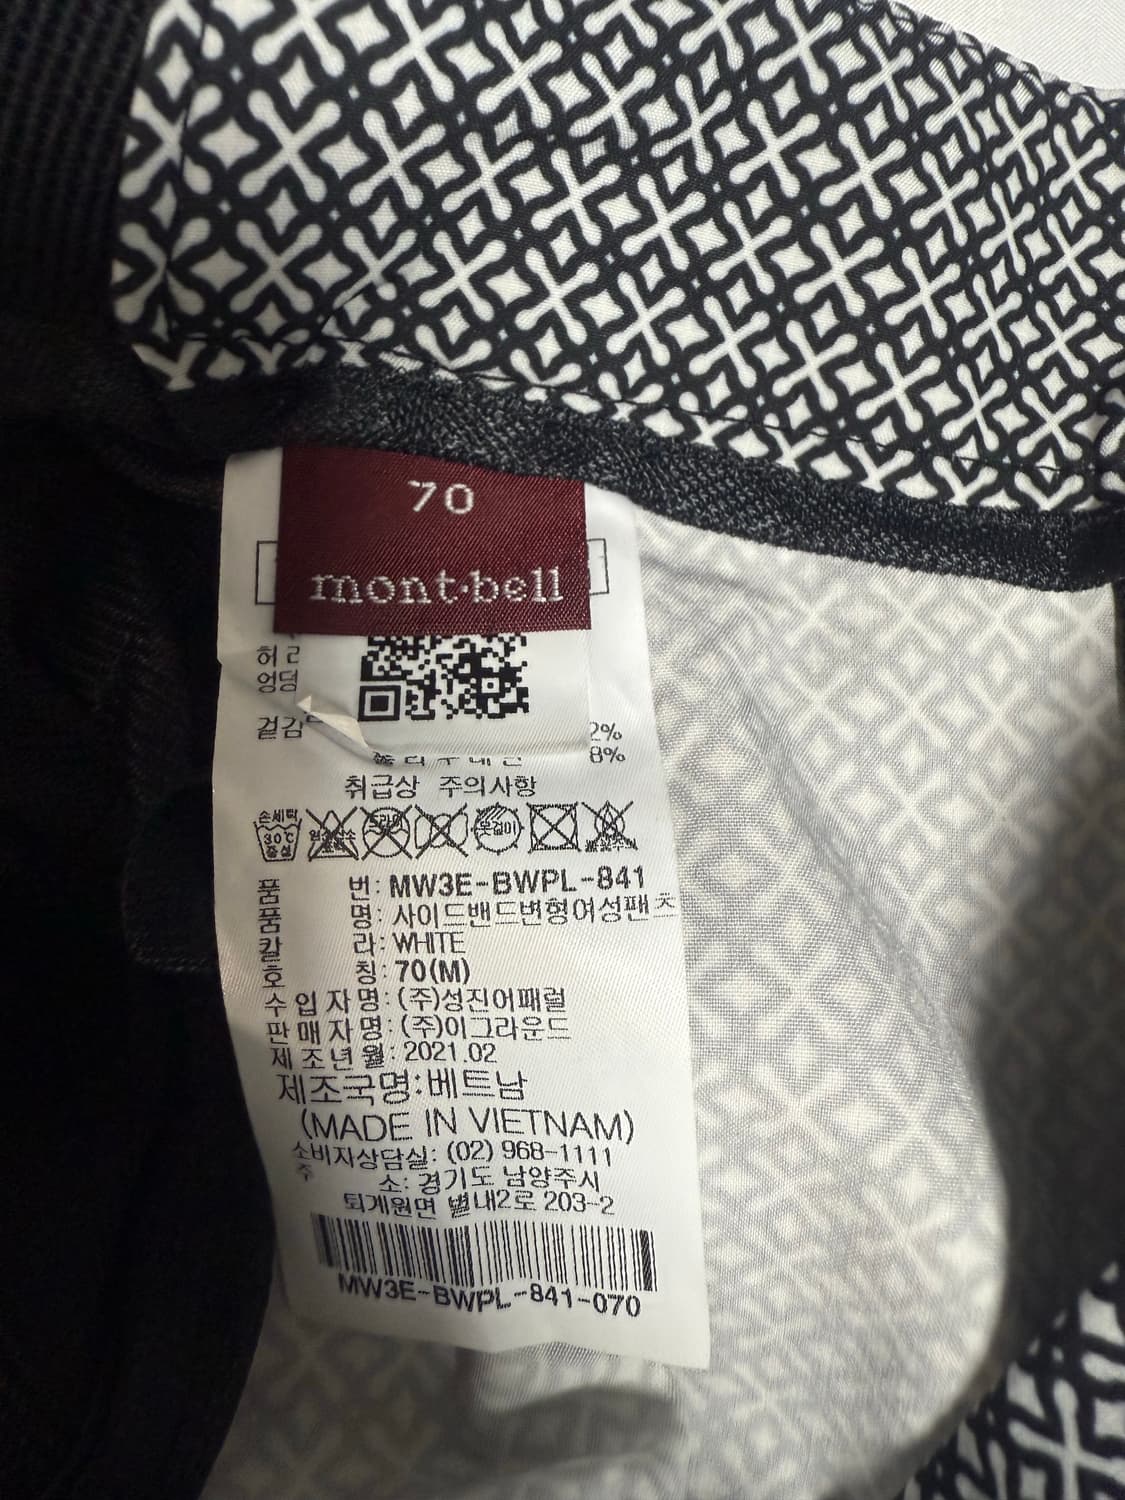 70
mont·bell
허리
엉덩
겉감
2%
8%
취급상 주의사항
손세탁
30℃
중성
옷걸이
품 번: MW3E-BWPL-841
품 명: 사이드밴드변형여성팬츠
칼 라: WHITE
호 칭: 70(M)
수 입 자 명: (주)성진어패럴
판 매 자 명: (주)이그라운드
제 조 년 월: 2021.02
제조국명:베트남
(MADE IN VIETNAM)
소비자상담실: (02) 968-1111
주 소: 경기도 남양주시
퇴계원면 별내2로 203-2
MW3E-BWPL-841-070